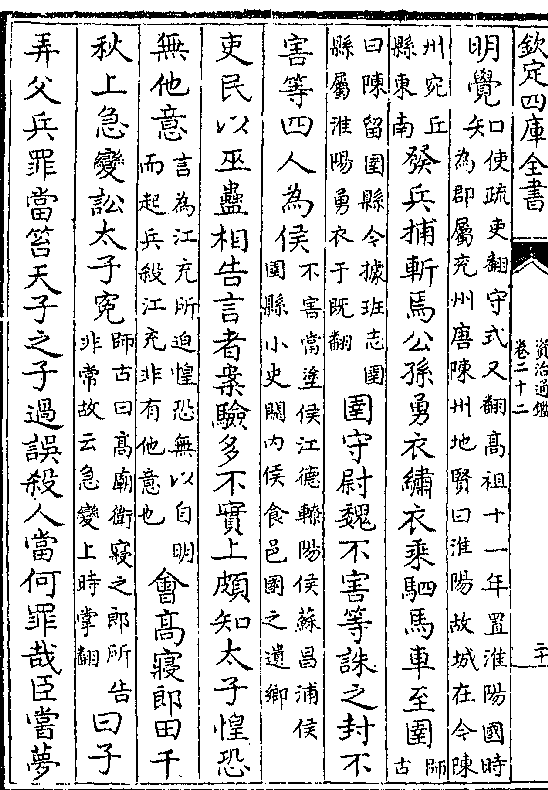 欽定四庫全書
資治通鑑
卷二十二
二十
明覺知使疏吏翻守式又翻高祖十一年置淮陽國時
為郡屬兖州唐陳州地賢曰淮陽故城在今陳
州宛丘
縣東南
發兵捕斬焉公孫勇衣繡衣乘駟馬車至圉師
古
曰陳留圉縣令據班志圉
縣屬淮陽勇衣于既翻
圉守尉魏不害等誅之封不
害等四人為侯不害當塗侯江德轑陽侯蘇昌浦侯
圉縣小史關內侯食邑圉之遺鄉
吏民以巫蠱相告言者案驗多不實上頗知太子惶恐
無他意言為江充所迫惶恐無以自明
而起兵殺江充非有他意也
會高寢郎田千
秋上急變訟太子寃師古曰高廟衛寢之郎所告
非常故云急變上時掌翻
曰子
弄父兵罪當笞天子之子過誤殺人當何罪哉臣嘗夢